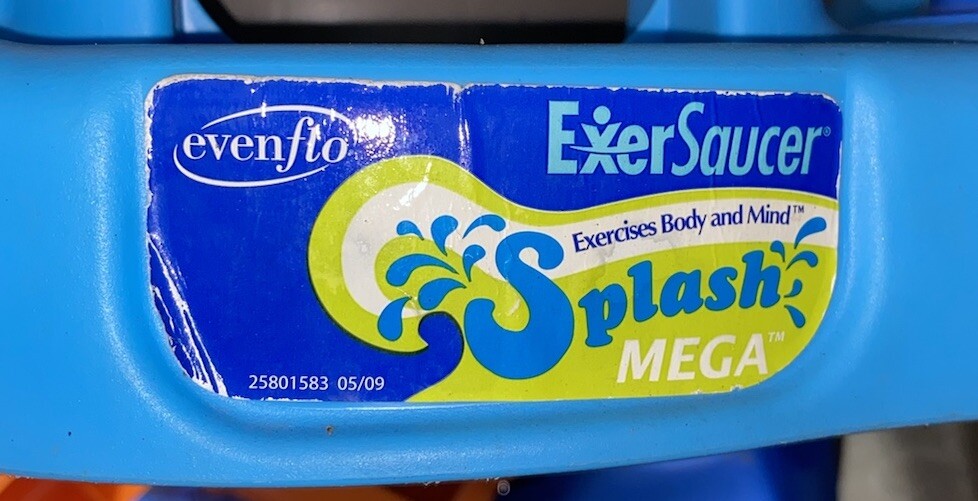 evenflo
ExerSaucer®
Exercises Body and Mind™
Splash
MEGA™
25801583 05/09